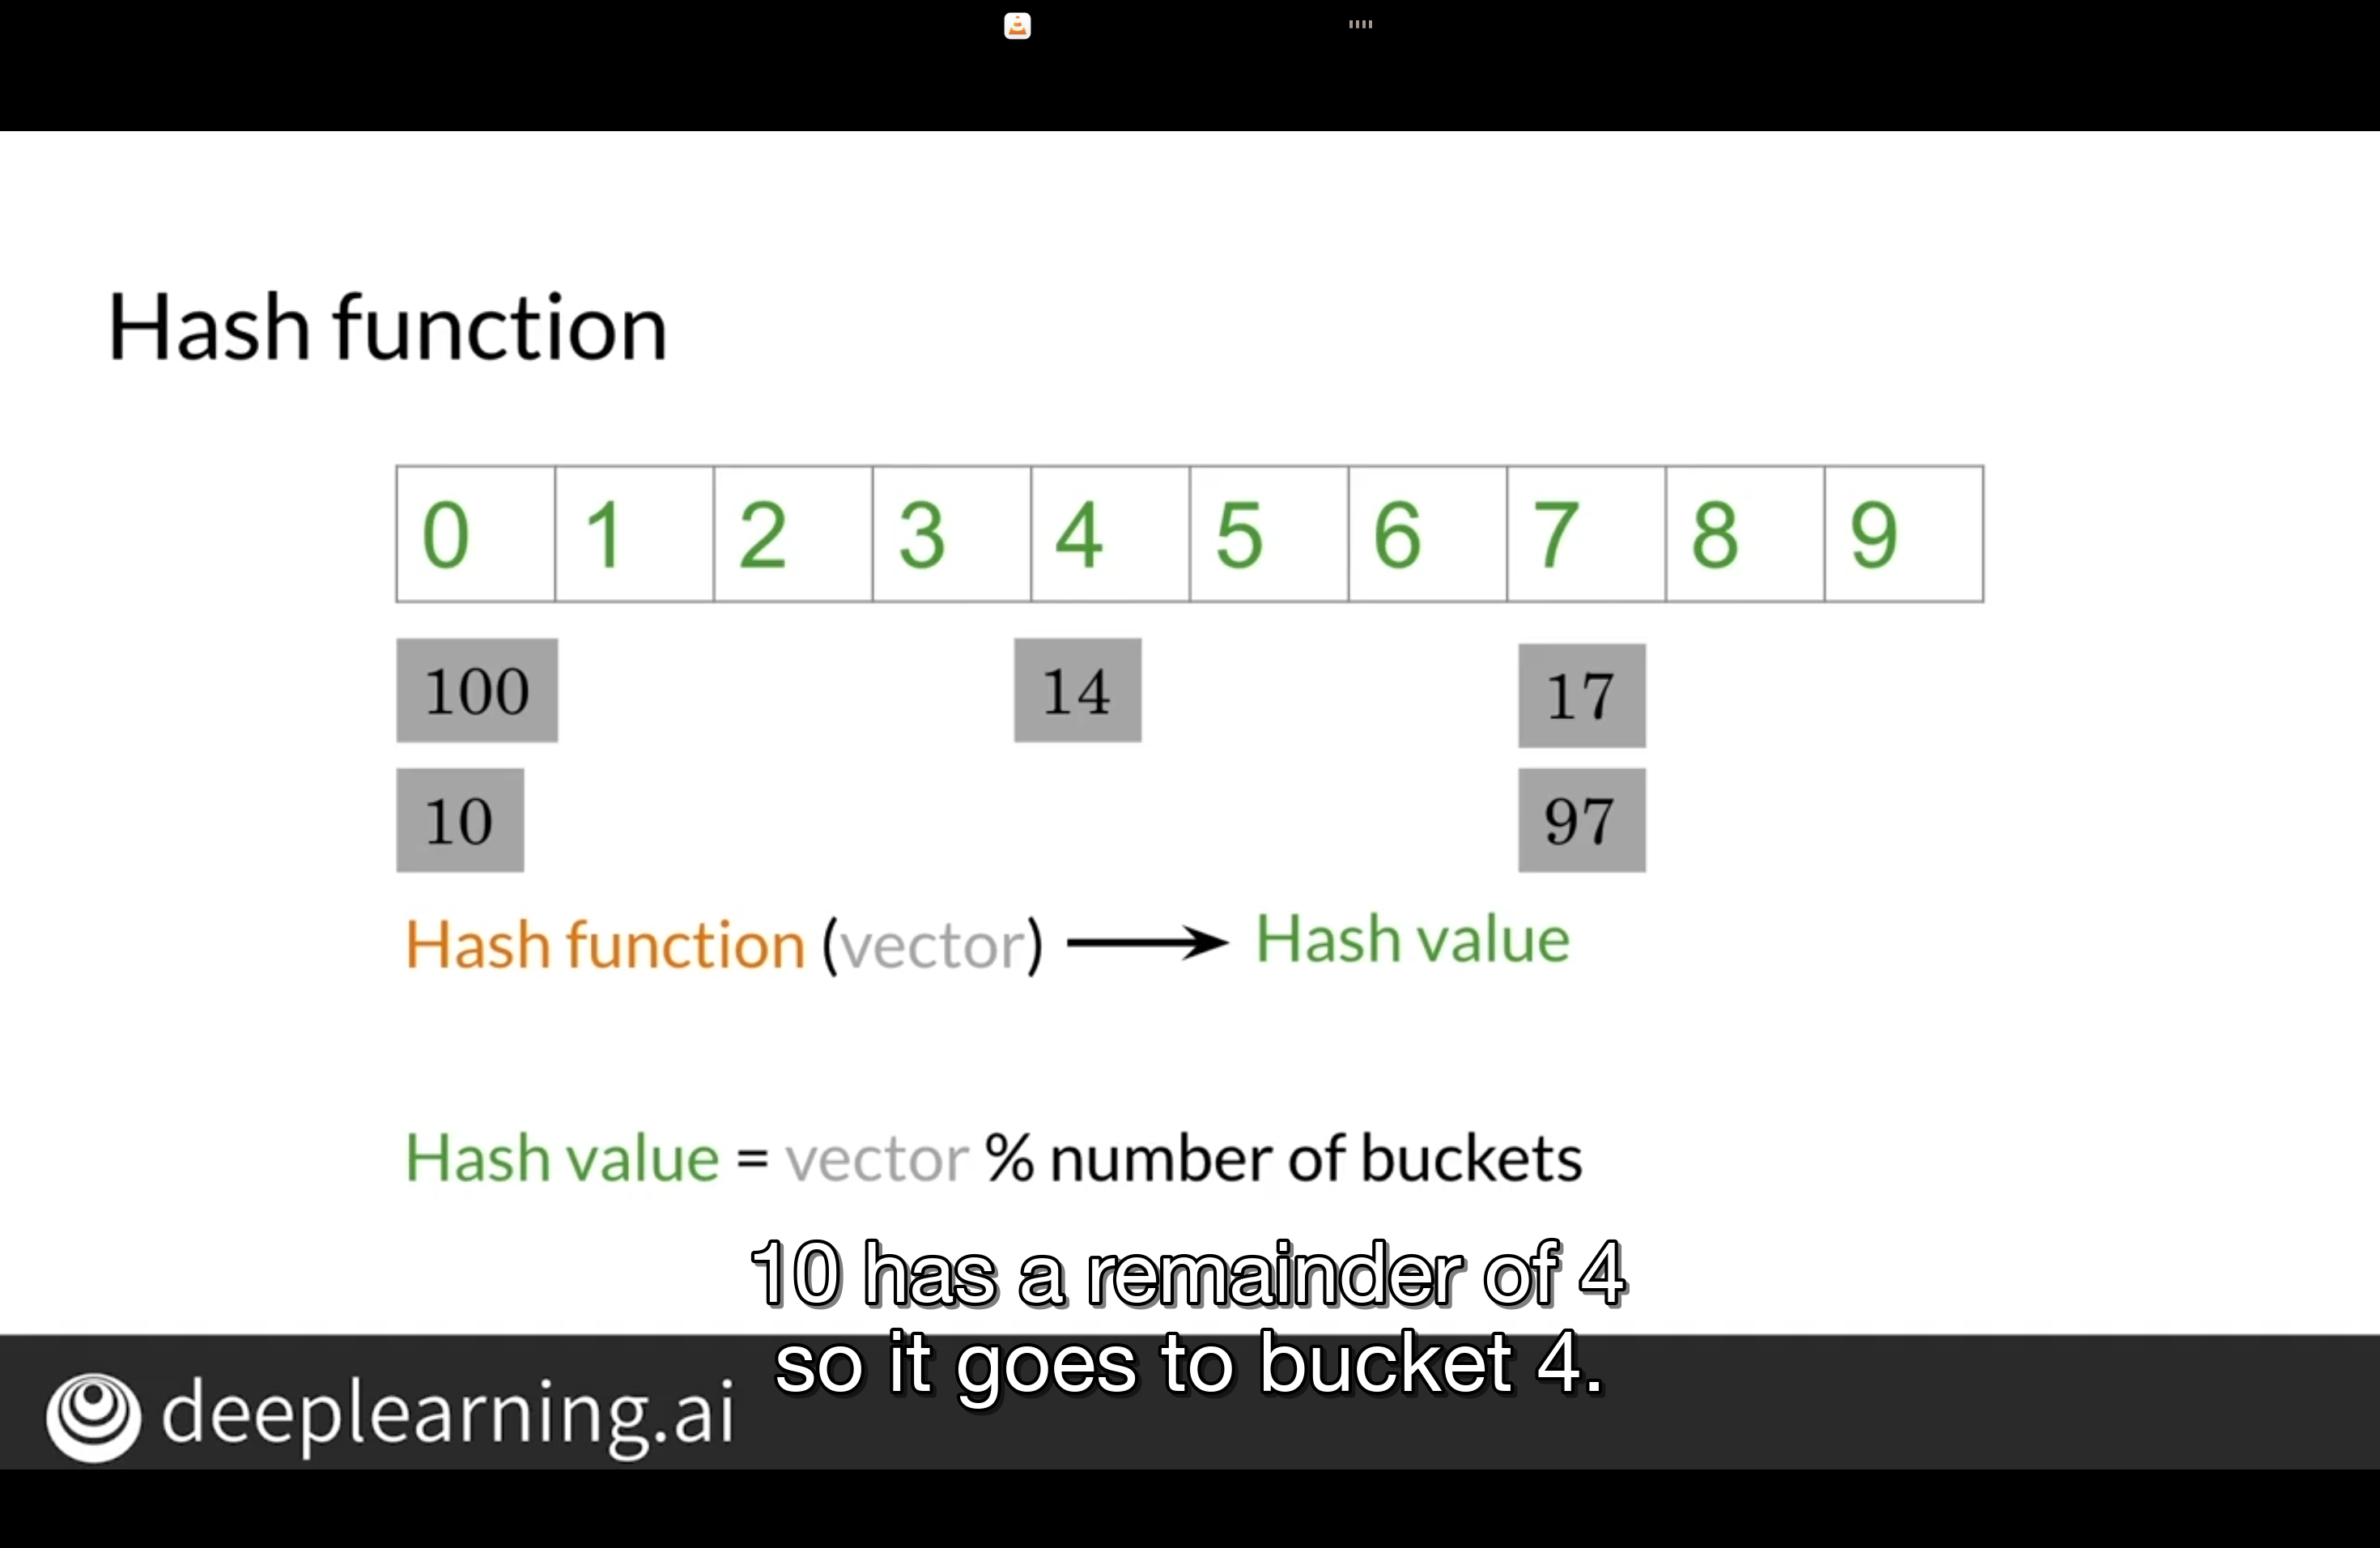 Hash function
0 1 2 3 4 5 6 7 8 9
100 14 17
10 97
Hash function (vector) → Hash value
Hash value = vector % number of buckets
10 has a remainder of 4
so it goes to bucket 4.
deeplearning.ai